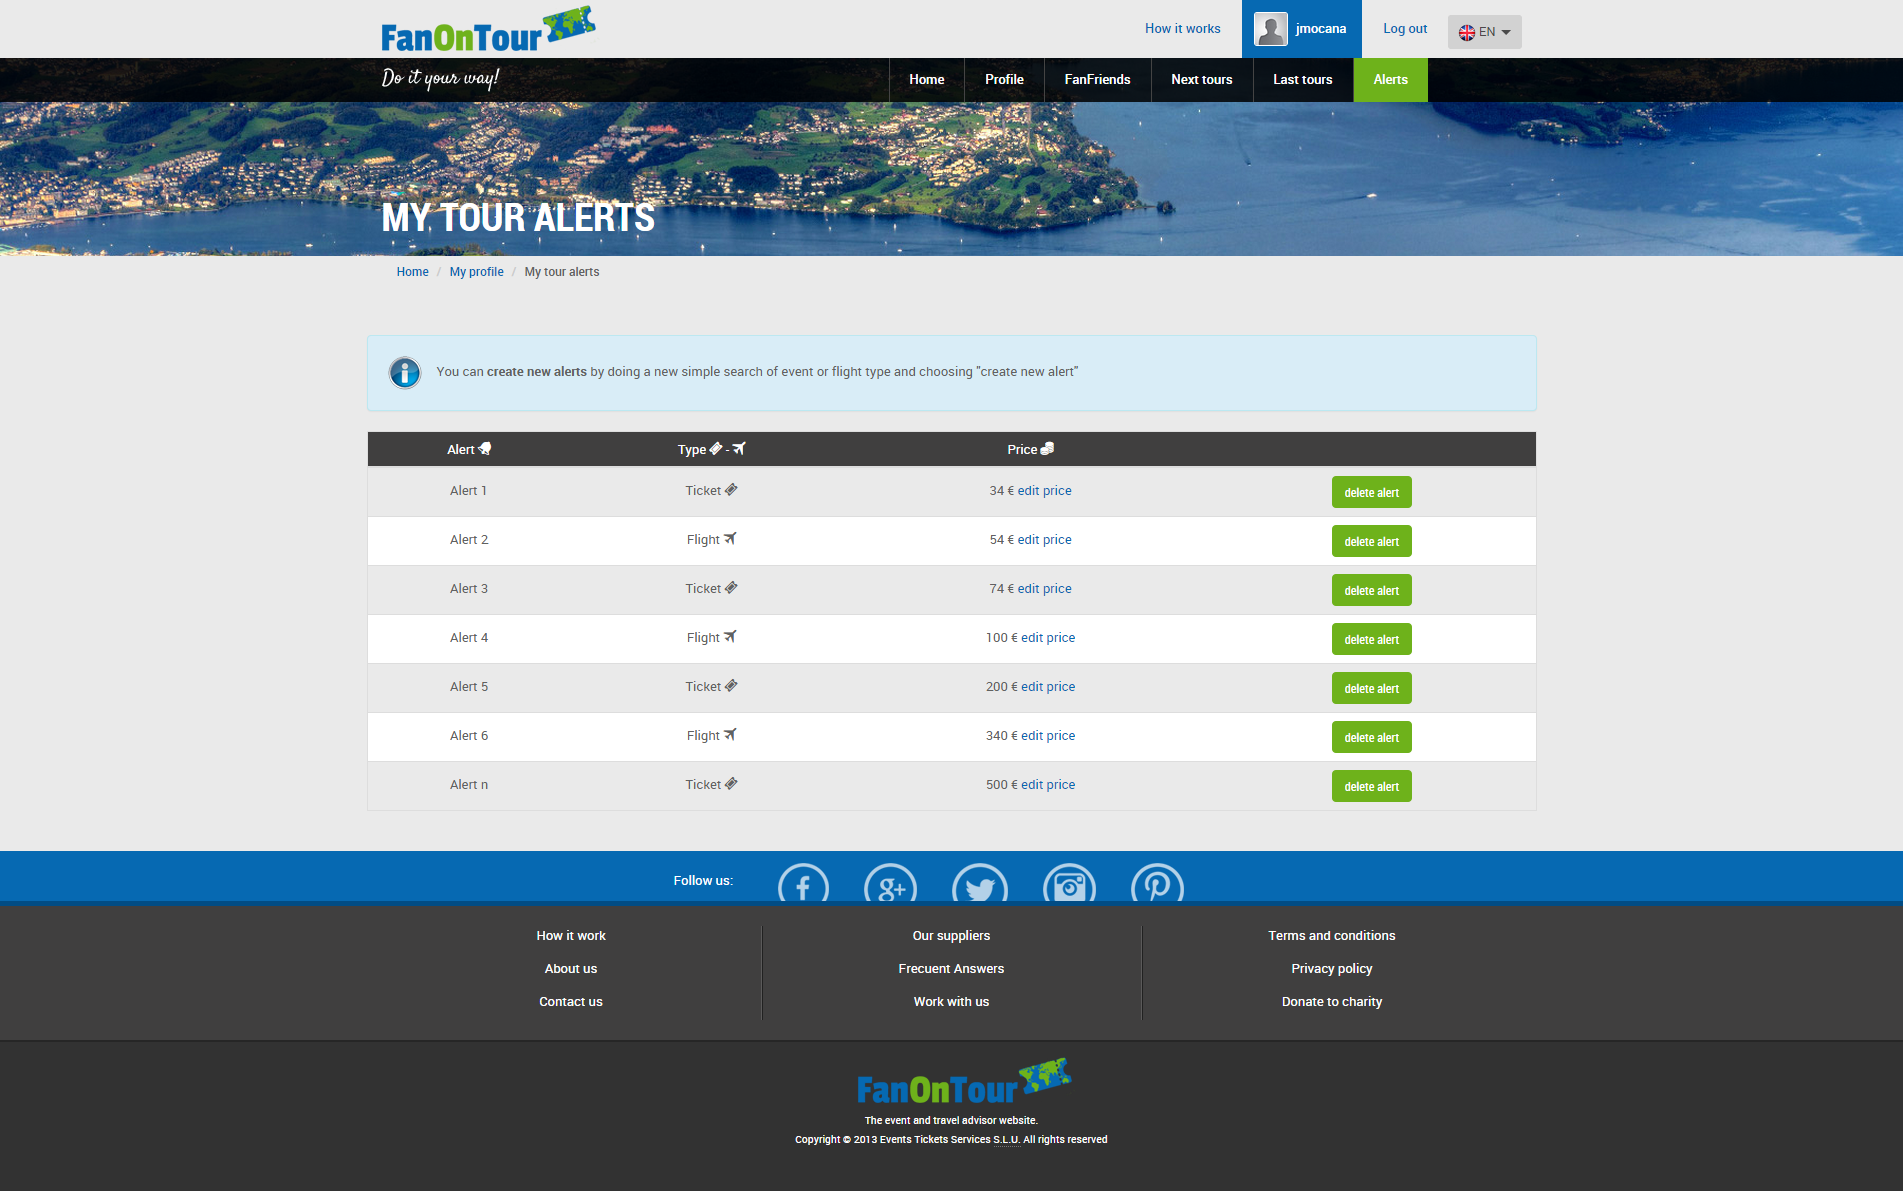 FanOnTour
How it works
jmocana
Log out
EN
Do it your way!
Home
Profile
FanFriends
Next tours
Last tours
Alerts
MY TOUR ALERTS
Home / My profile / My tour alerts
You can create new alerts by doing a new simple search of event or flight type and choosing "create new alert"
Alert Type - Price
Alert 1 Ticket 34 € edit price delete alert
Alert 2 Flight 54 € edit price delete alert
Alert 3 Ticket 74 € edit price delete alert
Alert 4 Flight 100 € edit price delete alert
Alert 5 Ticket 200 € edit price delete alert
Alert 6 Flight 340 € edit price delete alert
Alert n Ticket 500 € edit price delete alert
Follow us:
How it work
About us
Contact us
Our suppliers
Frecuent Answers
Work with us
Terms and conditions
Privacy policy
Donate to charity
FanOnTour
The event and travel advisor website.
Copyright © 2013 Events Tickets Services S.L.U. All rights reserved